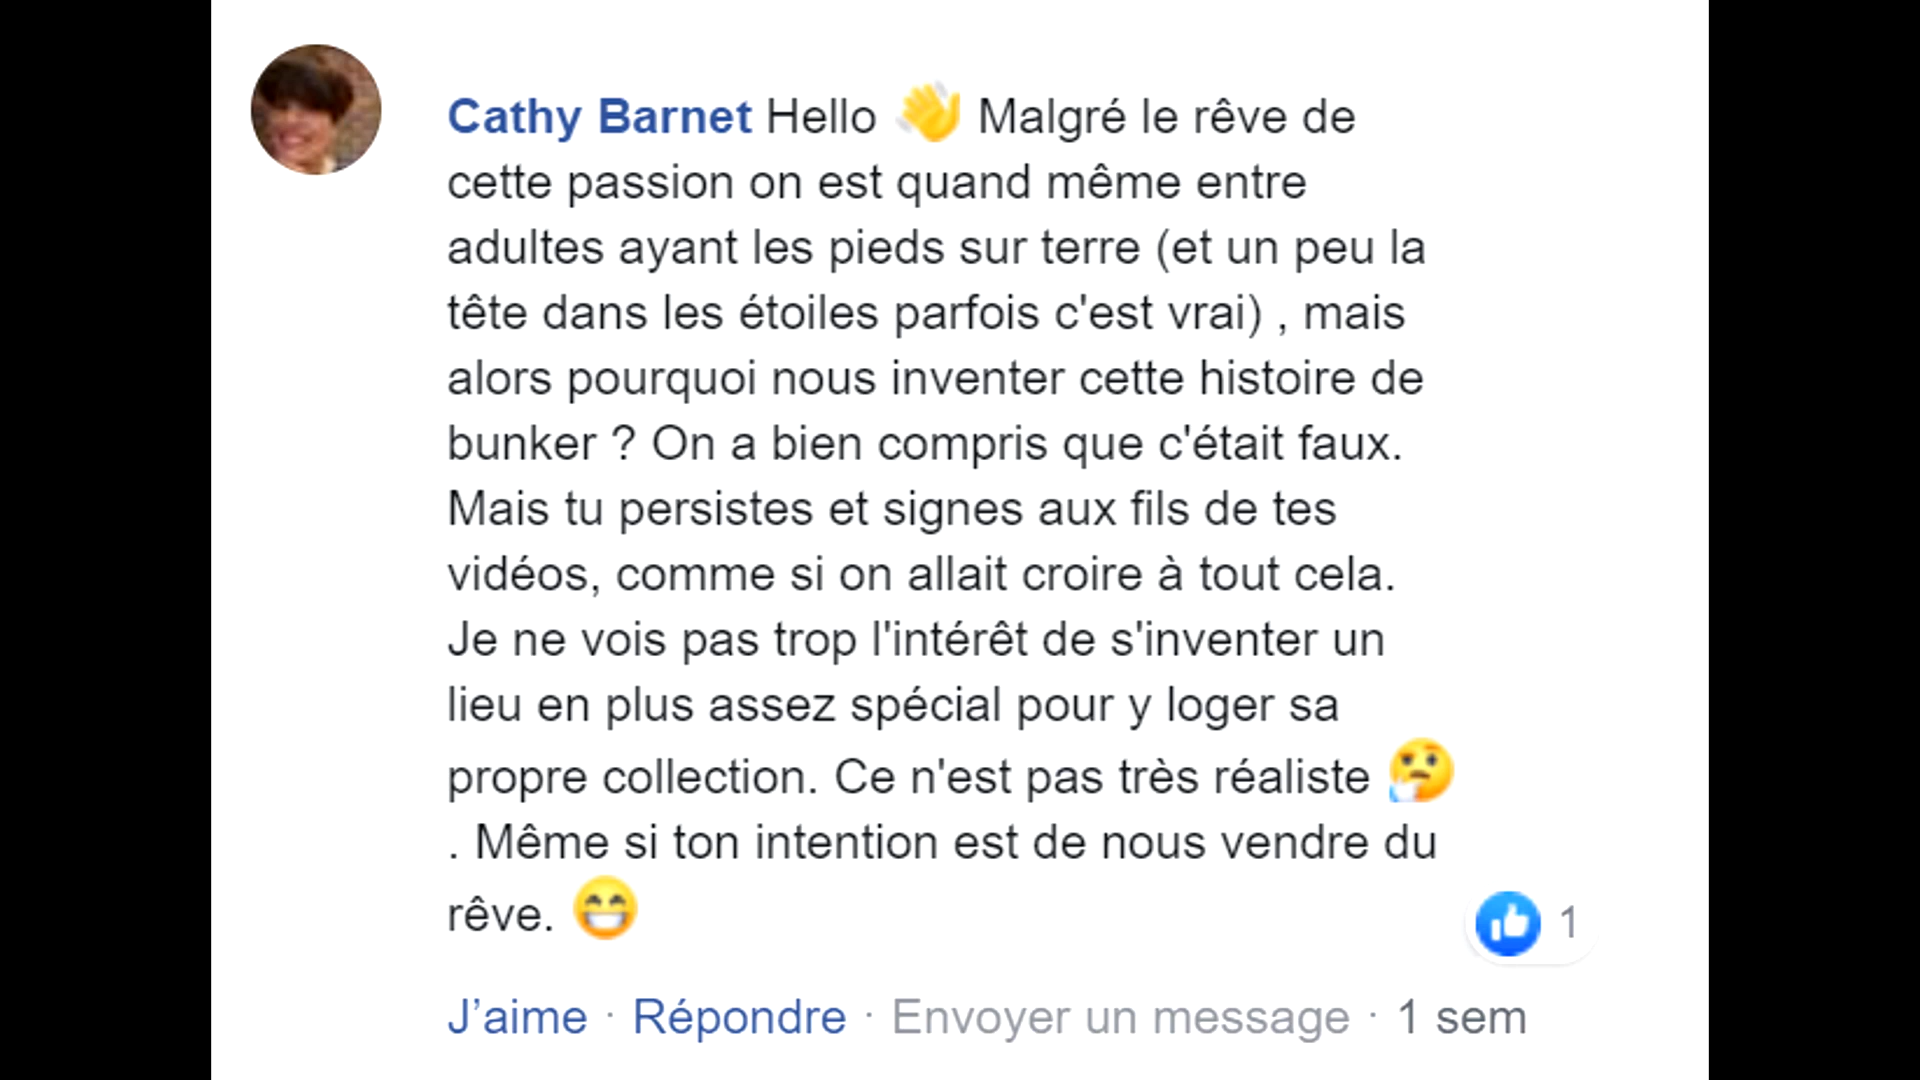 Cathy Barnet Hello 👋 Malgré le rêve de
cette passion on est quand même entre
adultes ayant les pieds sur terre (et un peu la
tête dans les étoiles parfois c'est vrai) , mais
alors pourquoi nous inventer cette histoire de
bunker ? On a bien compris que c'était faux.
Mais tu persistes et signes aux fils de tes
vidéos, comme si on allait croire à tout cela.
Je ne vois pas trop l'intérêt de s'inventer un
lieu en plus assez spécial pour y loger sa
propre collection. Ce n'est pas très réaliste 🤔
. Même si ton intention est de nous vendre du
rêve. 😁
1
J’aime · Répondre · Envoyer un message · 1 sem